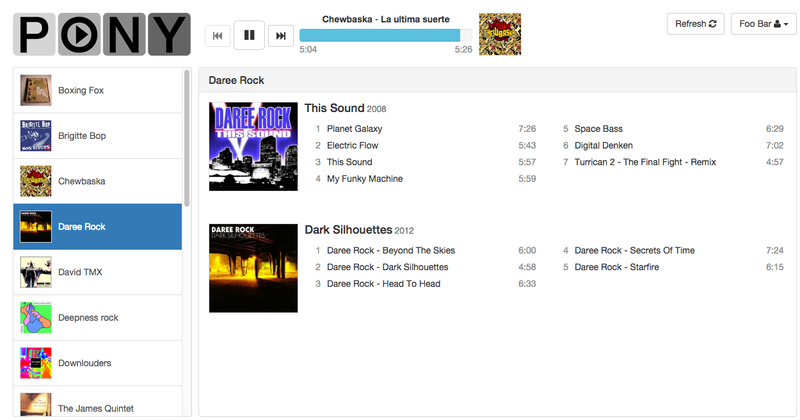 PONY
Chewbaska - La ultima suerte
5:04
5:26
Refresh
Foo Bar
Boxing Fox
Brigitte Bop
Chewbaska
Daree Rock
David TMX
Deepness rock
Downlouders
The James Quintet
Daree Rock
DAREE ROCK
THIS SOUND
This Sound 2008
1 Planet Galaxy 7:26
2 Electric Flow 5:43
3 This Sound 5:57
4 My Funky Machine 5:59
5 Space Bass 6:29
6 Digital Denken 7:02
7 Turrican 2 - The Final Fight - Remix 4:57
DAREE ROCK
DARK SILHOUETTES
Dark Silhouettes 2012
1 Daree Rock - Beyond The Skies 6:00
2 Daree Rock - Dark Silhouettes 4:58
3 Daree Rock - Head To Head 6:33
4 Daree Rock - Secrets Of Time 7:24
5 Daree Rock - Starfire 6:15